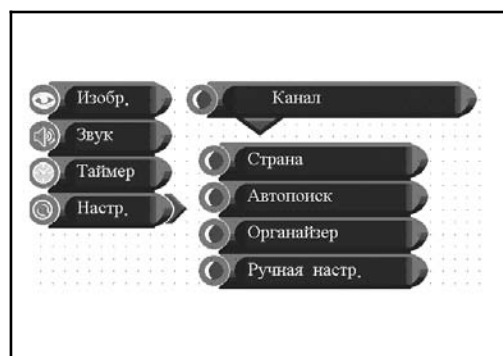 Изобр.
Звук
Таймер
Настр.
Канал
Страна
Автопоиск
Органайзер
Ручная настр.